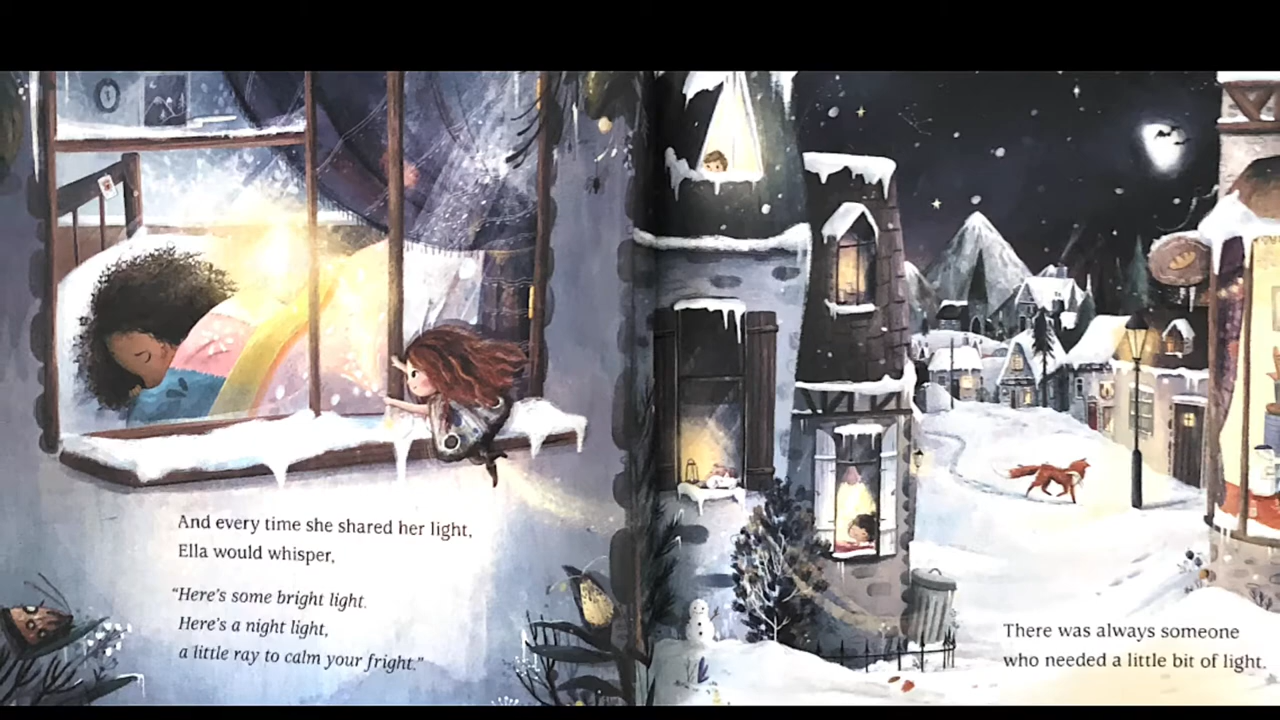 And every time she shared her light,
Ella would whisper,
“Here’s some bright light.
Here’s a night light,
a little ray to calm your fright.”
There was always someone
who needed a little bit of light.